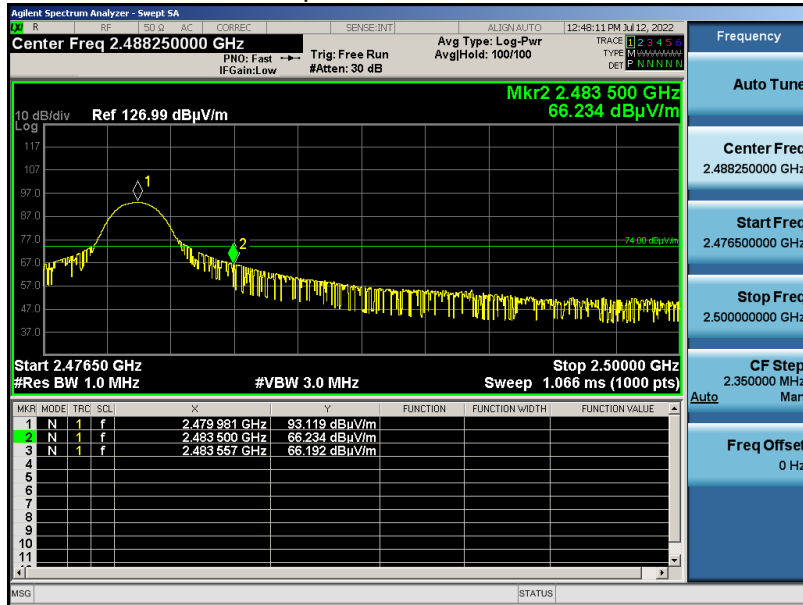 Agilent Spectrum Analyzer - Swept SA
LXI R RF 50 Ω AC CORREC SENSE:INT ALIGN AUTO 12:48:11 PM Jul 12, 2022
Center Freq 2.488250000 GHz
PNO: Fast
IFGain:Low
Trig: Free Run
#Atten: 30 dB
Avg Type: Log-Pwr
Avg|Hold: 100/100
TRACE 1 2 3 4 5 6
TYPE M
DET P N N N N N
Mkr2 2.483 500 GHz
66.234 dBµV/m
10 dB/div Ref 126.99 dBµV/m
Log
117
107
97.0
87.0
77.0
67.0
57.0
47.0
37.0
1
2
74.00 dBµV/m
Start 2.47650 GHz Stop 2.50000 GHz
#Res BW 1.0 MHz #VBW 3.0 MHz Sweep 1.066 ms (1000 pts)
MKR MODE TRC SCL X Y FUNCTION FUNCTION WIDTH FUNCTION VALUE
1 N 1 f 2.479 981 GHz 93.119 dBµV/m
2 N 1 f 2.483 500 GHz 66.234 dBµV/m
3 N 1 f 2.483 557 GHz 66.192 dBµV/m
4
5
6
7
8
9
10
11
MSG STATUS
Frequency
Auto Tune
Center Freq
2.488250000 GHz
Start Freq
2.476500000 GHz
Stop Freq
2.500000000 GHz
CF Step
2.350000 MHz
Auto Man
Freq Offset
0 Hz